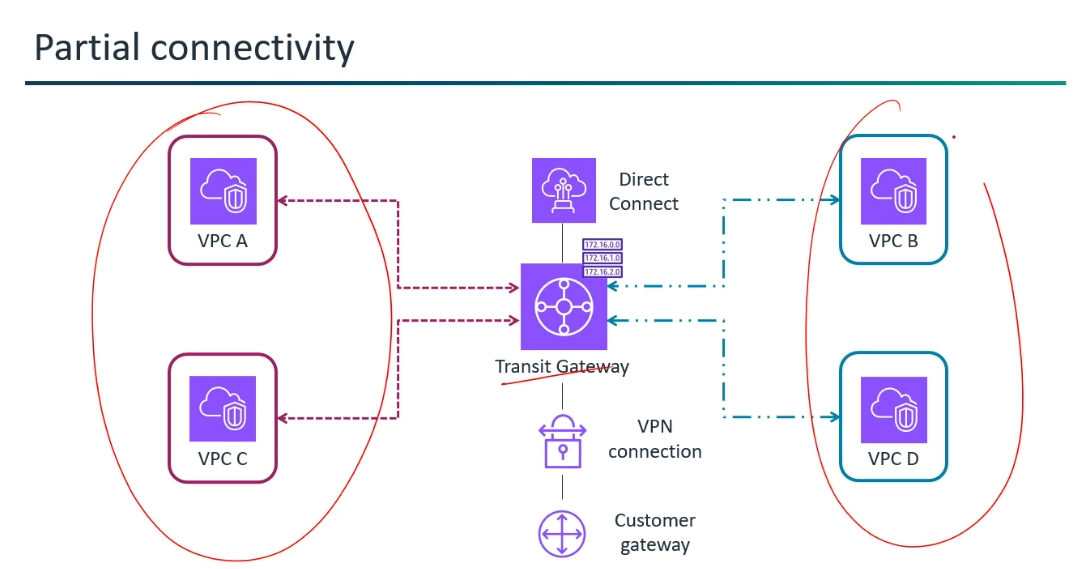 Partial connectivity
VPC A
Direct
Connect
VPC B
172.16.0.0
172.16.1.0
172.16.2.0
Transit Gateway
VPC C
VPN
connection
VPC D
Customer
gateway